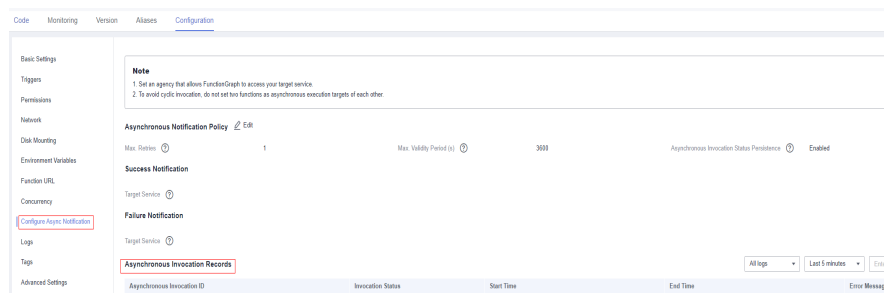 Code Monitoring Version Aliases Configuration
Basic Settings
Triggers
Permissions
Network
Disk Mounting
Environment Variables
Function URL
Concurrency
Configure Async Notification
Logs
Tags
Advanced Settings
Note
1. Set an agency that allows FunctionGraph to access your target service.
2. To avoid cyclic invocation, do not set two functions as asynchronous execution targets of each other.
Asynchronous Notification Policy Edit
Max. Retries ? 1 Max. Validity Period (s) ? 3600 Asynchronous Invocation Status Persistence ? Enabled
Success Notification
Target Service ?
Failure Notification
Target Service ?
Asynchronous Invocation Records All logs Last 5 minutes Ente
Asynchronous Invocation ID Invocation Status Start Time End Time Error Messag